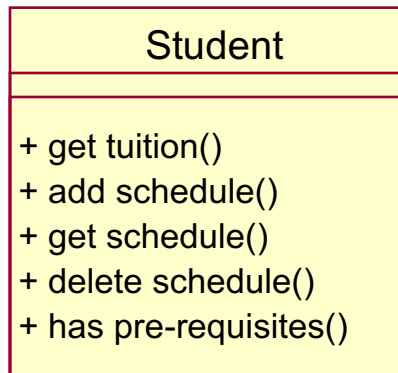 Student
+ get tuition()
+ add schedule()
+ get schedule()
+ delete schedule()
+ has pre-requisites()